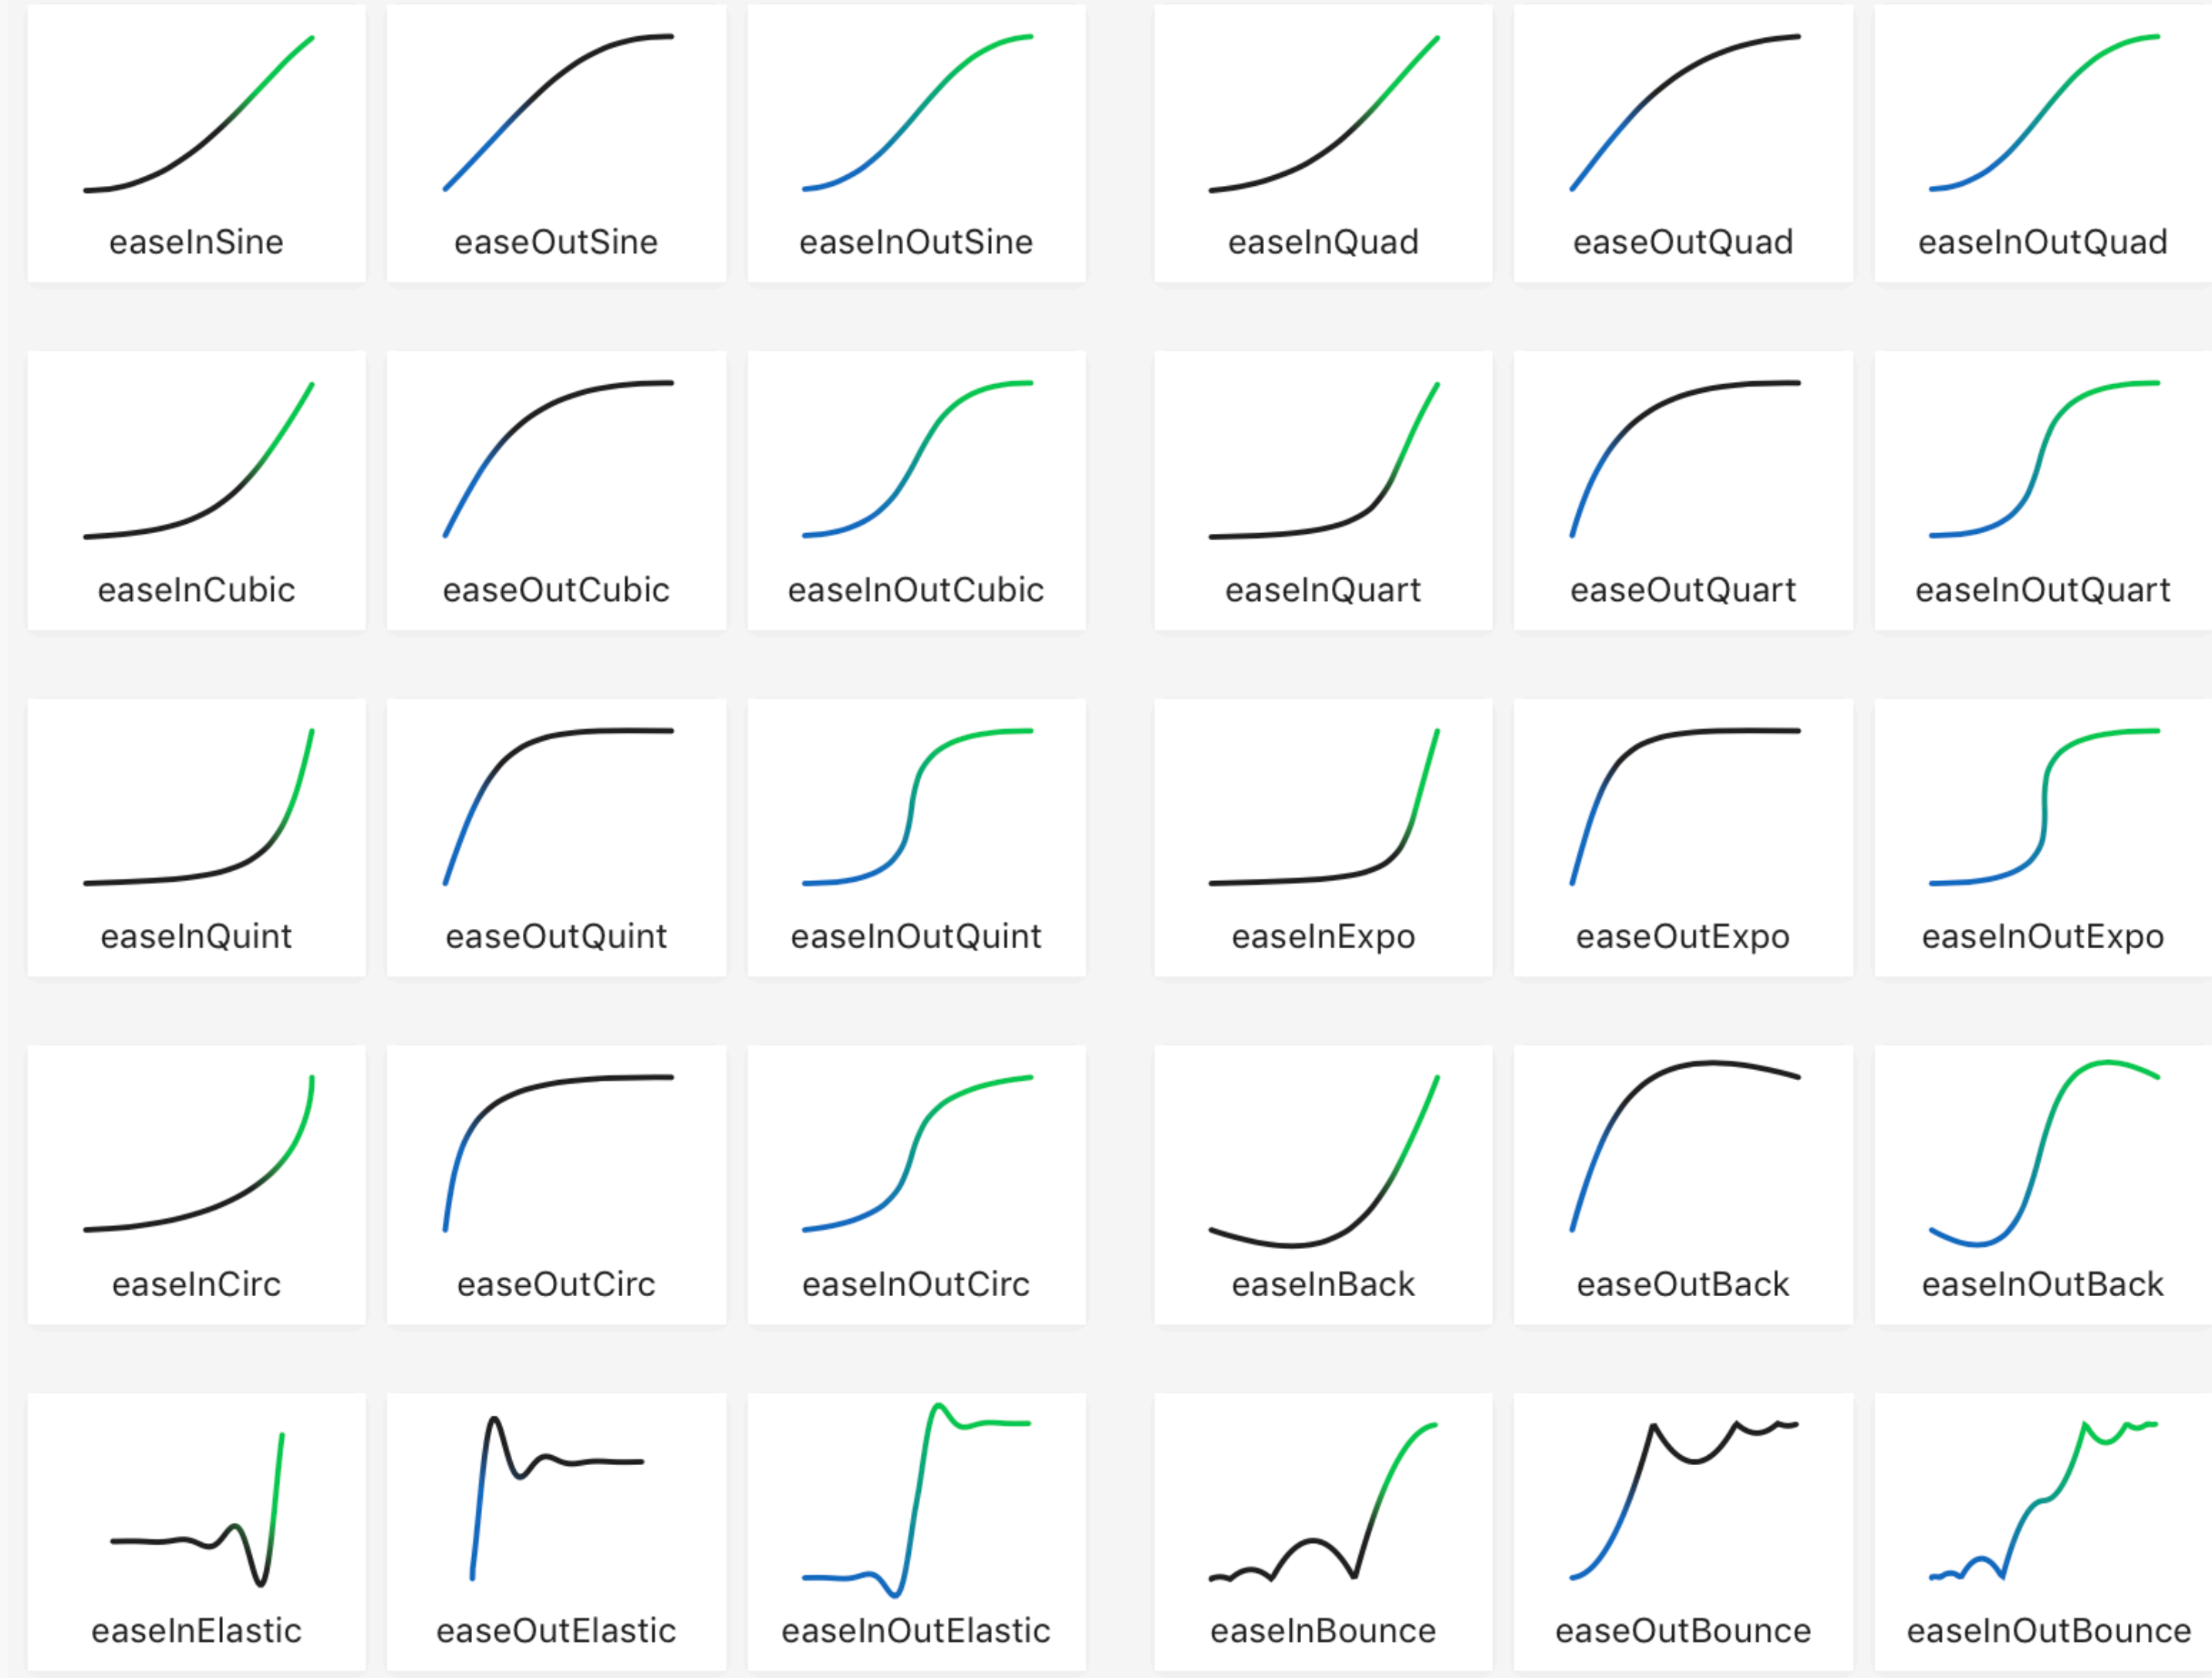 easeInSine
easeOutSine
easeInOutSine
easeInQuad
easeOutQuad
easeInOutQuad
easeInCubic
easeOutCubic
easeInOutCubic
easeInQuart
easeOutQuart
easeInOutQuart
easeInQuint
easeOutQuint
easeInOutQuint
easeInExpo
easeOutExpo
easeInOutExpo
easeInCirc
easeOutCirc
easeInOutCirc
easeInBack
easeOutBack
easeInOutBack
easeInElastic
easeOutElastic
easeInOutElastic
easeInBounce
easeOutBounce
easeInOutBounce